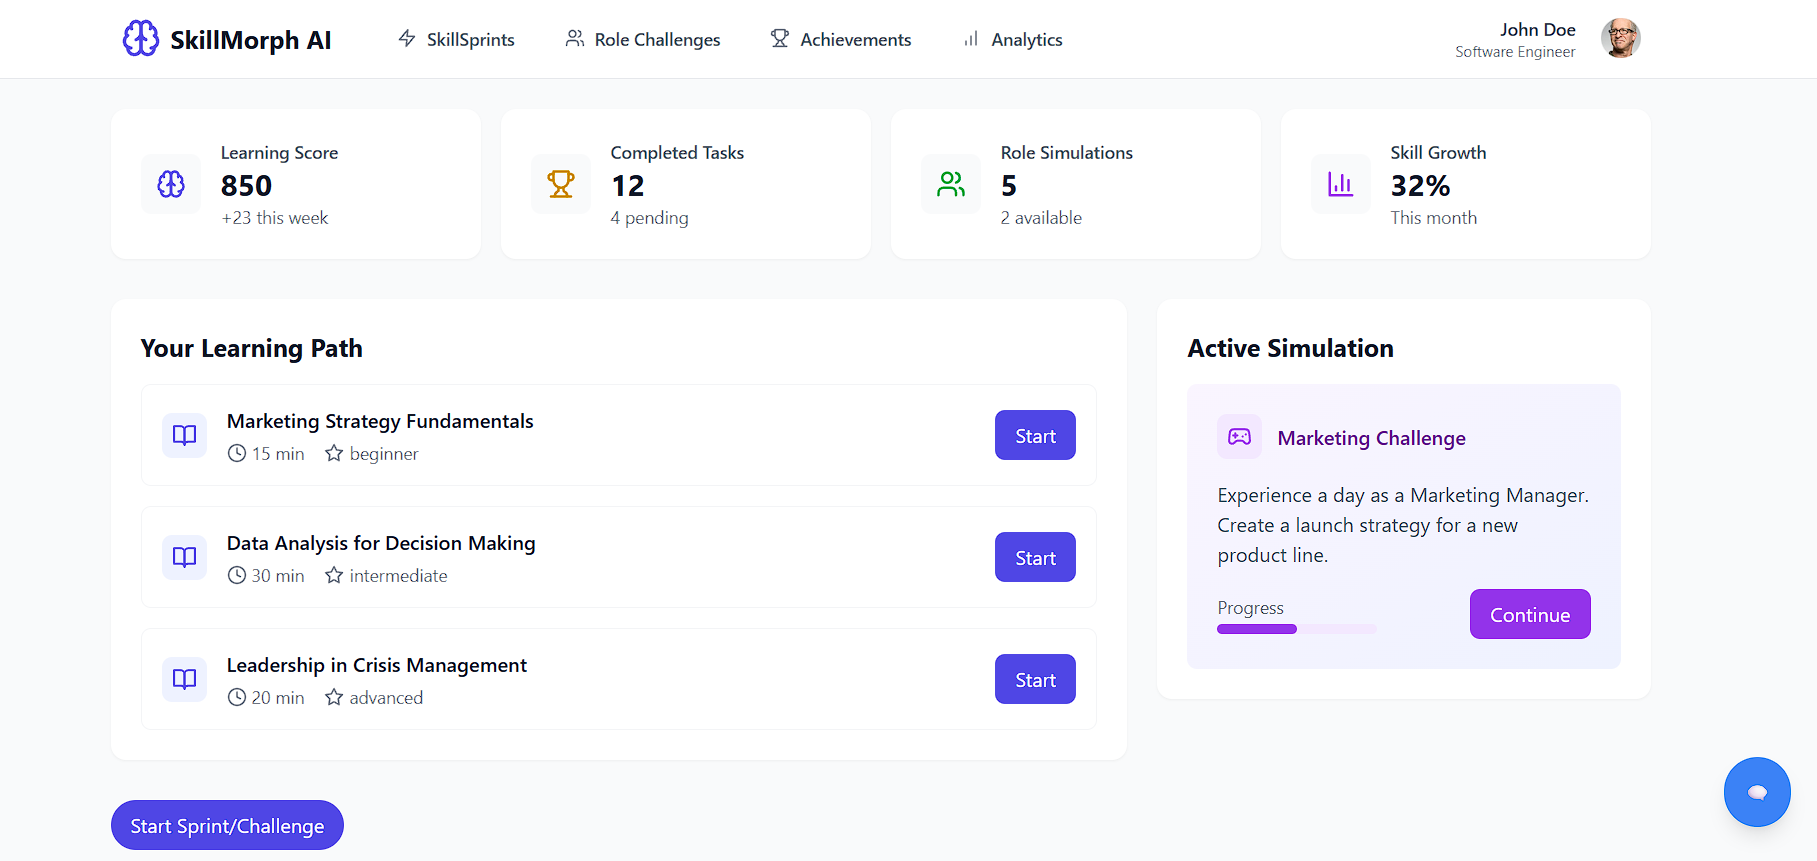 SkillMorph AI
SkillSprints
Role Challenges
Achievements
Analytics
John Doe
Software Engineer
Learning Score
850
+23 this week
Completed Tasks
12
4 pending
Role Simulations
5
2 available
Skill Growth
32%
This month
Your Learning Path
Marketing Strategy Fundamentals
15 min beginner
Start
Data Analysis for Decision Making
30 min intermediate
Start
Leadership in Crisis Management
20 min advanced
Start
Active Simulation
Marketing Challenge
Experience a day as a Marketing Manager.
Create a launch strategy for a new
product line.
Progress
Continue
Start Sprint/Challenge